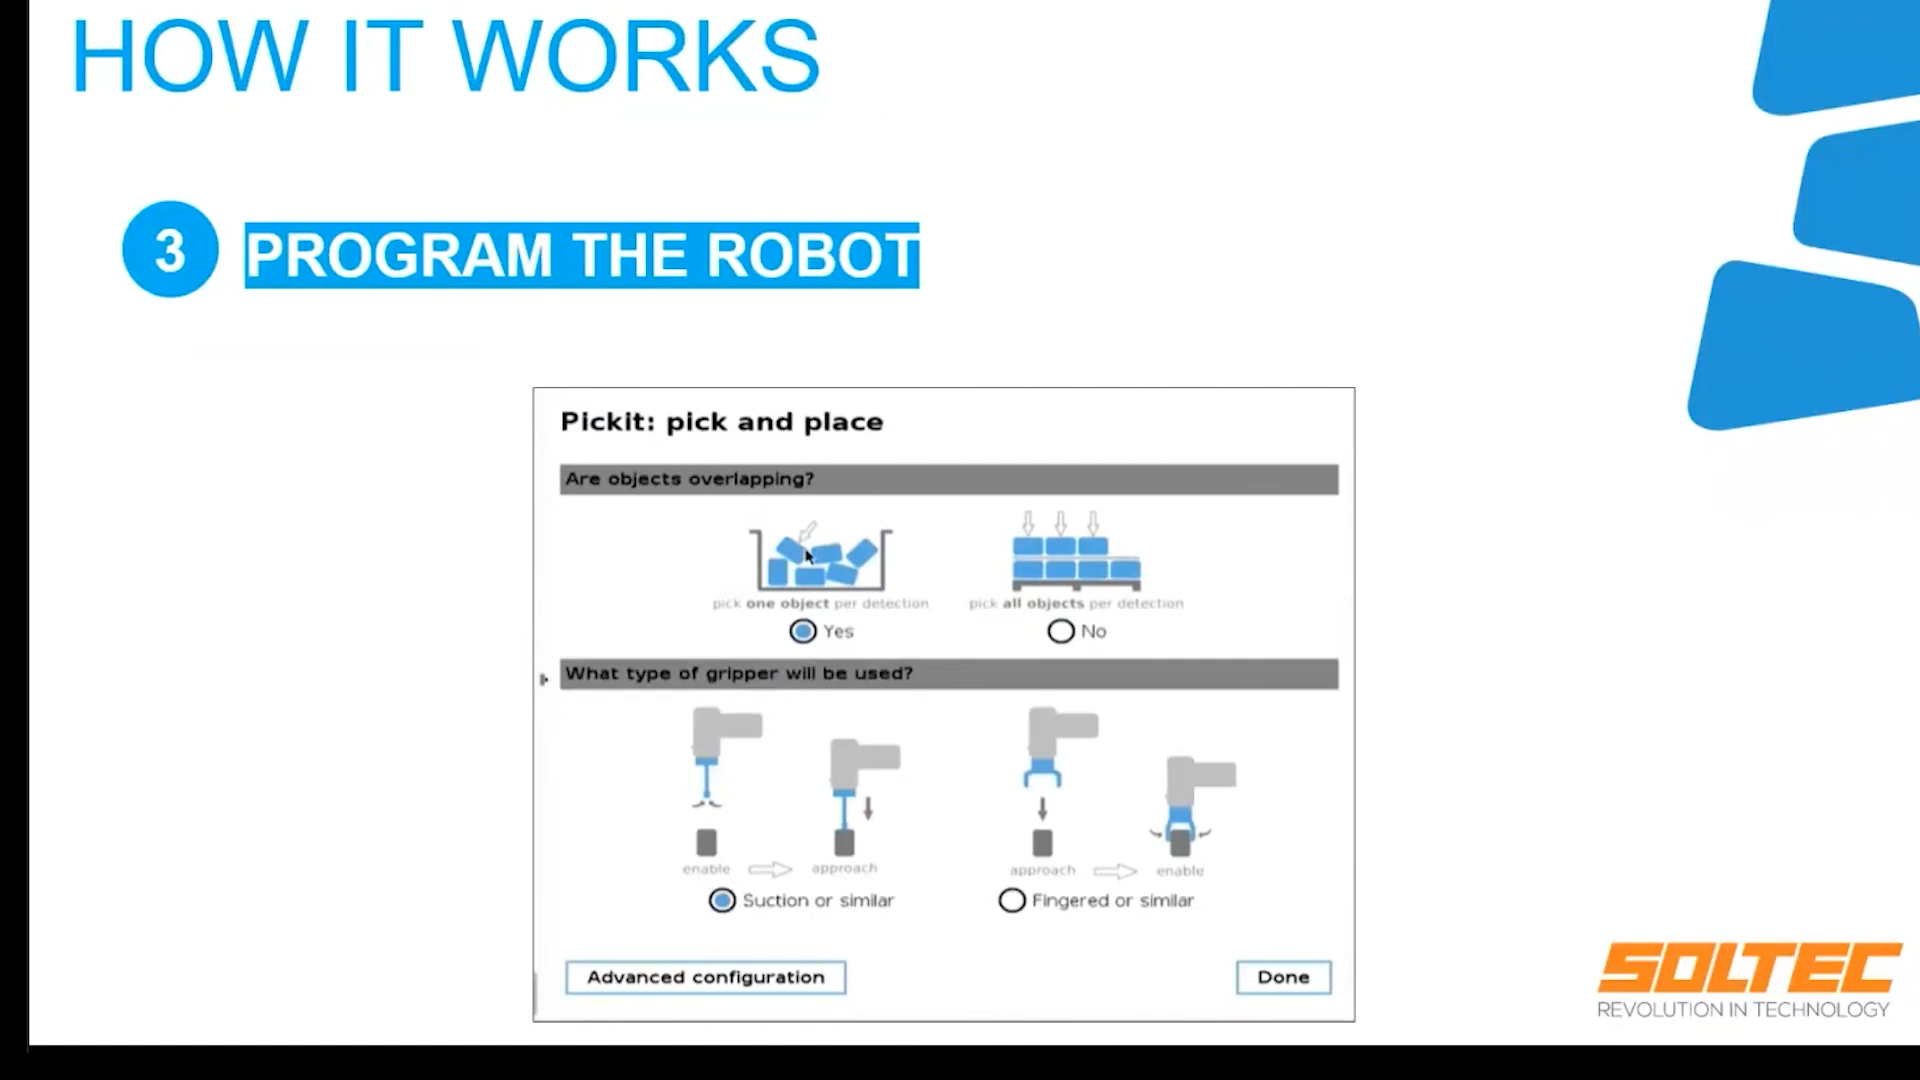 HOW IT WORKS
3 PROGRAM THE ROBOT
Pickit: pick and place
Are objects overlapping?
pick one object per detection pick all objects per detection
Yes No
What type of gripper will be used?
enable approach approach enable
Suction or similar Fingered or similar
Advanced configuration Done
SOLTEC
REVOLUTION IN TECHNOLOGY